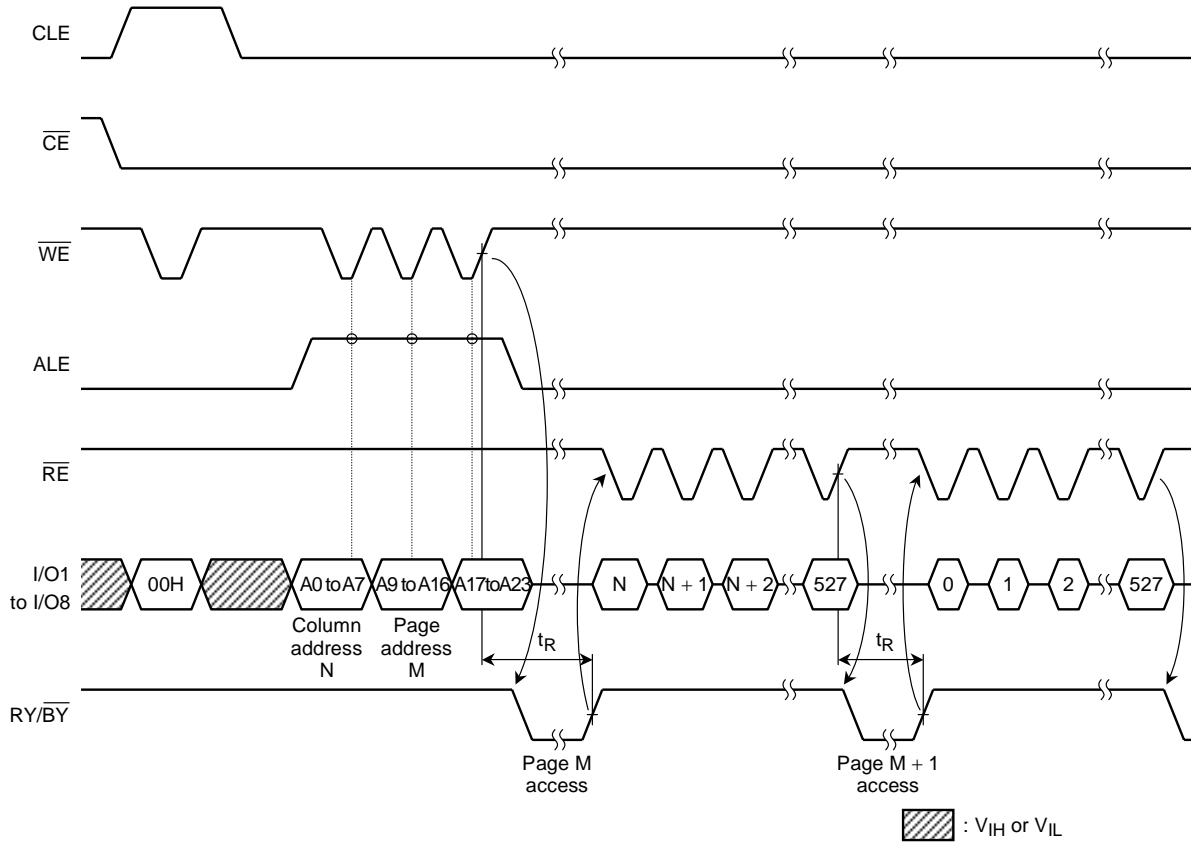 CLE
CE
WE
ALE
RE
I/O1
to I/O8
00H
A0 to A7
A9 to A16
A17 to A23
N
N + 1
N + 2
527
0
1
2
527
Column
address
N
Page
address
M
tR
tR
RY/BY
Page M
access
Page M + 1
access
: VIH or VIL